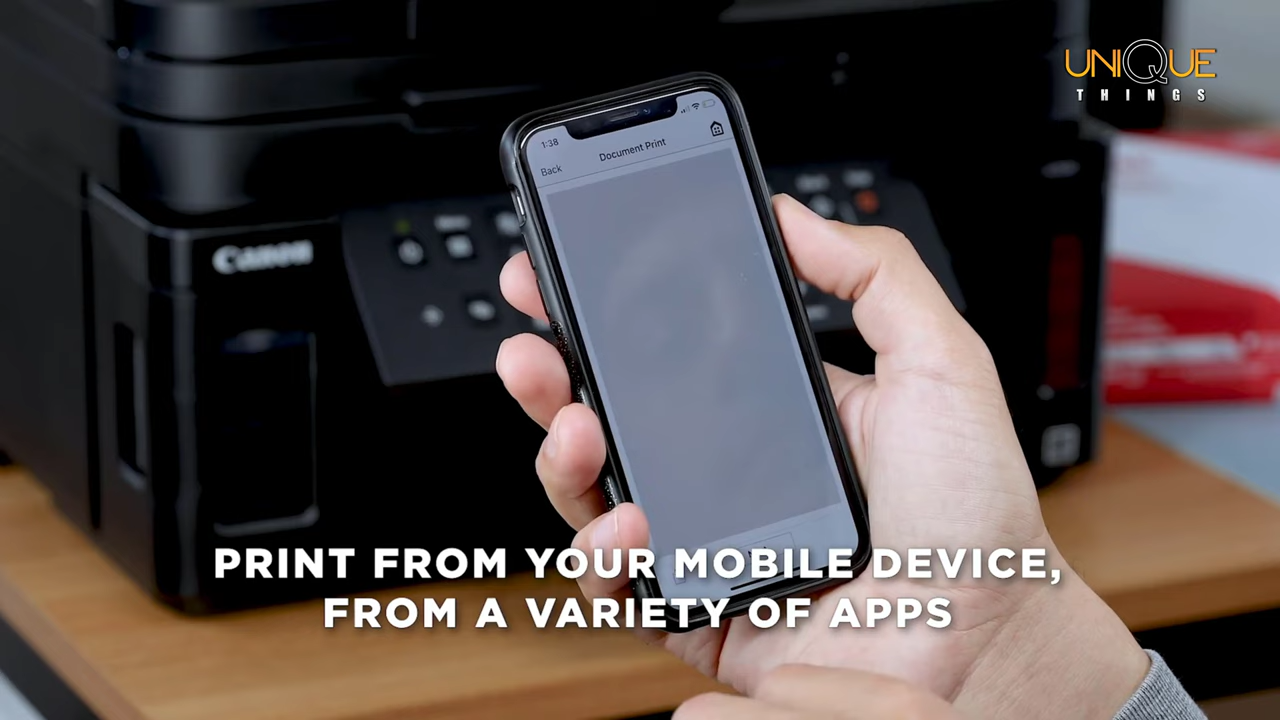 UNIQUE
THINGS
1:38
Document Print
Back
Canon
PRINT FROM YOUR MOBILE DEVICE,
FROM A VARIETY OF APPS